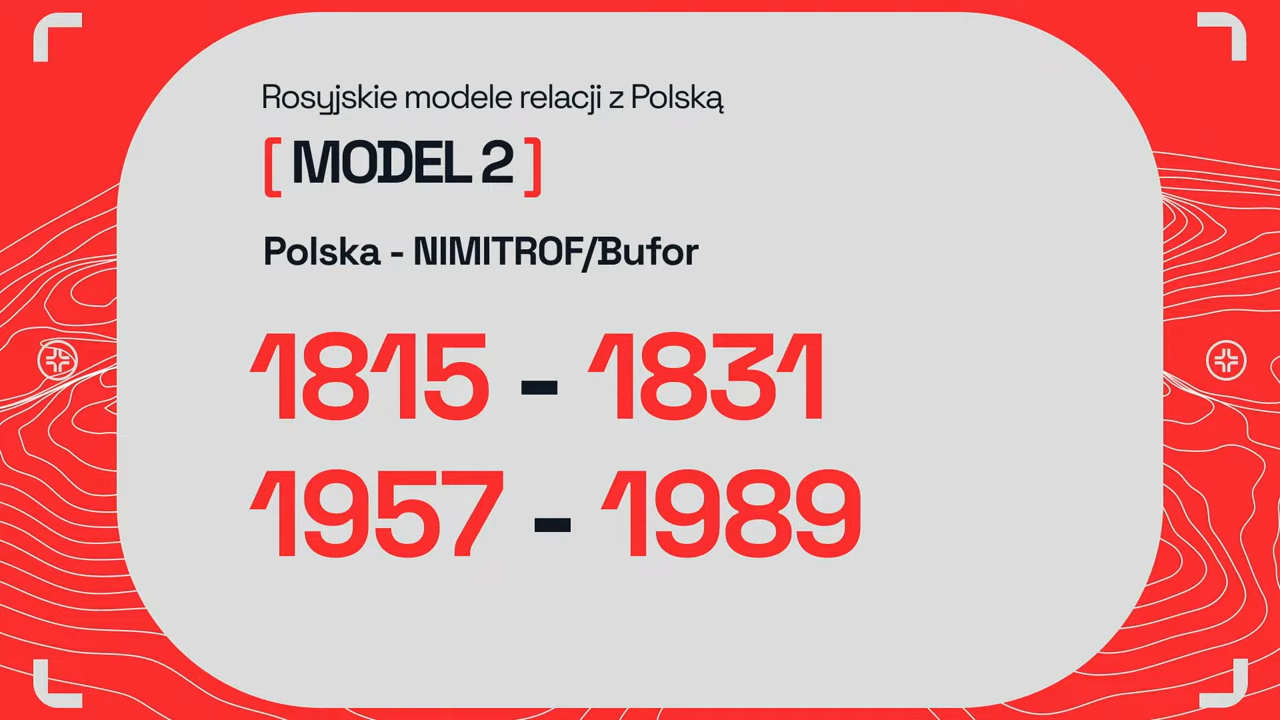 Rosyjskie modele relacji z Polską
[ MODEL 2 ]
Polska - NIMITROF/Bufor
1815 - 1831
1957 - 1989